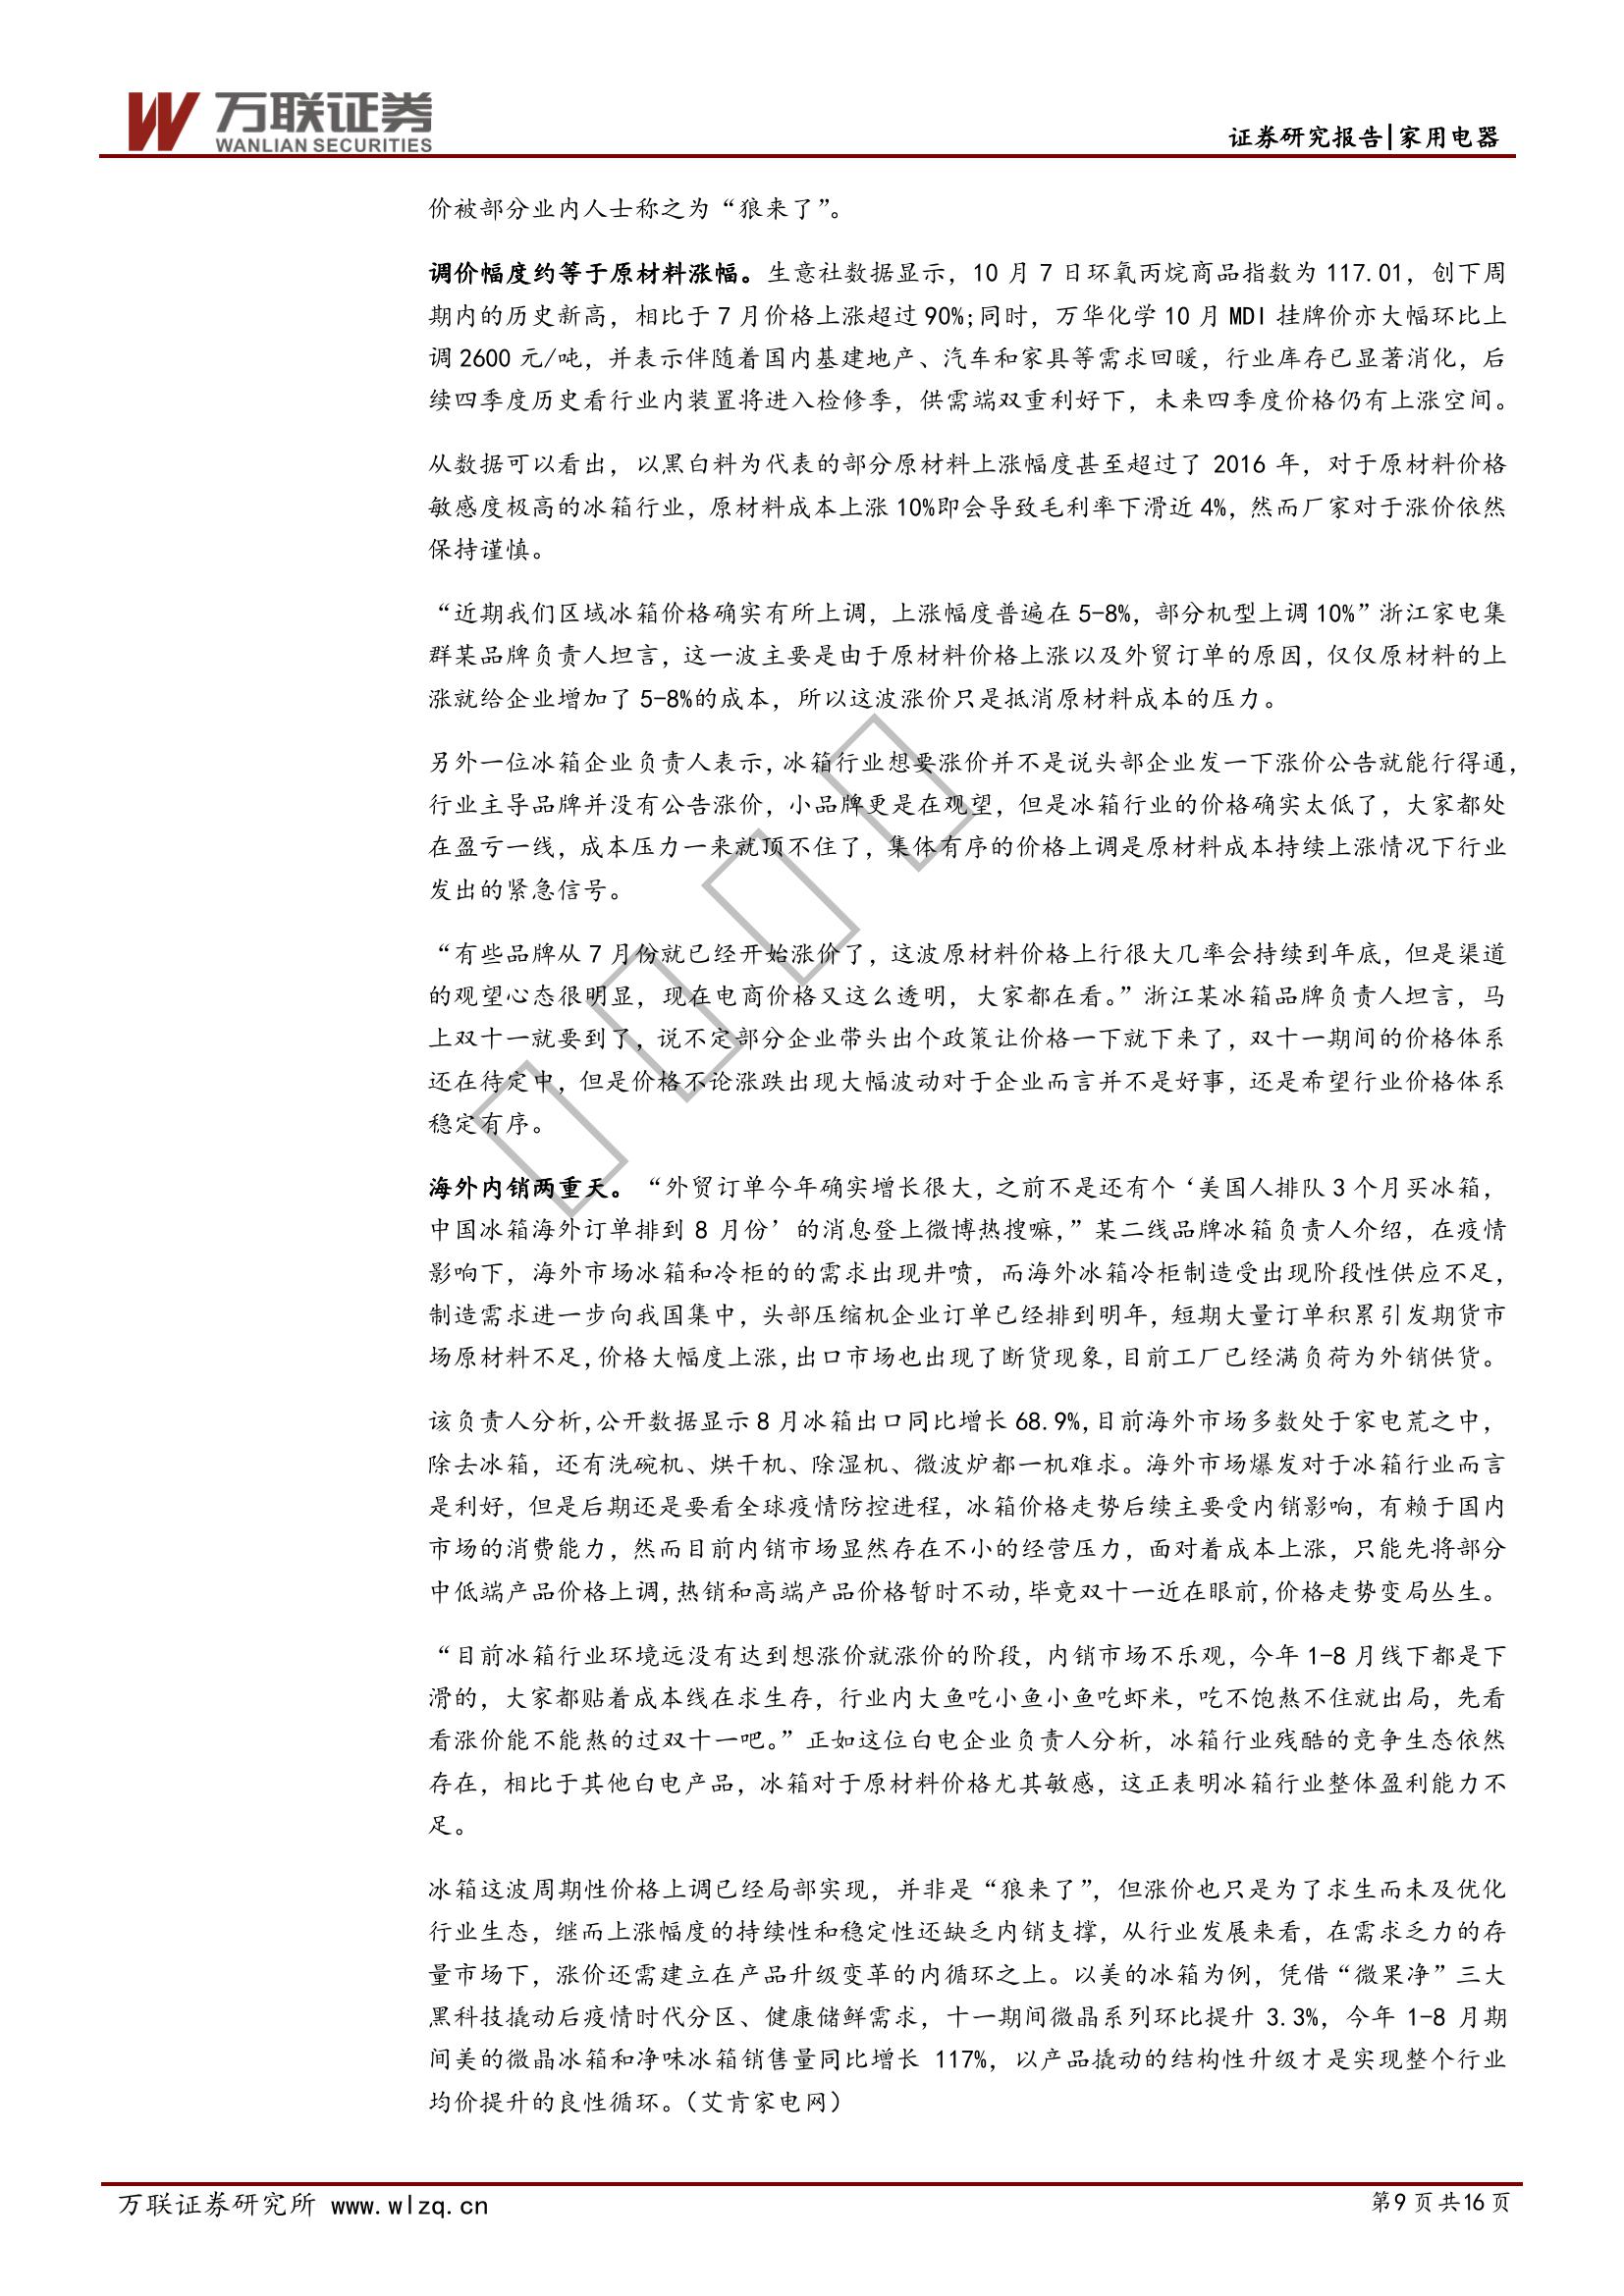 万联证券
WANLIAN SECURITIES
证券研究报告|家用电器
价被部分业内人士称之为“狼来了”。
调价幅度约等于原材料涨幅。生意社数据显示，10 月 7 日环氧丙烷商品指数为 117.01，创下周
期内的历史新高，相比于 7 月价格上涨超过 90%;同时，万华化学 10 月 MDI 挂牌价亦大幅环比上
调 2600 元/吨，并表示伴随着国内基建地产、汽车和家具等需求回暖，行业库存已显著消化，后
续四季度历史看行业内装置将进入检修季，供需端双重利好下，未来四季度价格仍有上涨空间。
从数据可以看出，以黑白料为代表的部分原材料上涨幅度甚至超过了 2016 年，对于原材料价格
敏感度极高的冰箱行业，原材料成本上涨 10%即会导致毛利率下滑近 4%，然而厂家对于涨价依然
保持谨慎。
“近期我们区域冰箱价格确实有所上调，上涨幅度普遍在 5-8%，部分机型上调 10%”浙江家电集
群某品牌负责人坦言，这一波主要是由于原材料价格上涨以及外贸订单的原因，仅仅原材料的上
涨就给企业增加了 5-8%的成本，所以这波涨价只是抵消原材料成本的压力。
另外一位冰箱企业负责人表示，冰箱行业想要涨价并不是说头部企业发一下涨价公告就能行得通，
行业主导品牌并没有公告涨价，小品牌更是在观望，但是冰箱行业的价格确实太低了，大家都处
在盈亏一线，成本压力一来就顶不住了，集体有序的价格上调是原材料成本持续上涨情况下行业
发出的紧急信号。
“有些品牌从 7 月份就已经开始涨价了，这波原材料价格上行很大几率会持续到年底，但是渠道
的观望心态很明显，现在电商价格又这么透明，大家都在看。”浙江某冰箱品牌负责人坦言，马
上双十一就要到了，说不定部分企业带头出个政策让价格一下就下来了，双十一期间的价格体系
还在待定中，但是价格不论涨跌出现大幅波动对于企业而言并不是好事，还是希望行业价格体系
稳定有序。
海外内销两重天。“外贸订单今年确实增长很大，之前不是还有个‘美国人排队 3 个月买冰箱，
中国冰箱海外订单排到 8 月份’的消息登上微博热搜嘛，”某二线品牌冰箱负责人介绍，在疫情
影响下，海外市场冰箱和冷柜的的需求出现井喷，而海外冰箱冷柜制造受出现阶段性供应不足，
制造需求进一步向我国集中，头部压缩机企业订单已经排到明年，短期大量订单积累引发期货市
场原材料不足，价格大幅度上涨，出口市场也出现了断货现象，目前工厂已经满负荷为外销供货。
该负责人分析，公开数据显示 8 月冰箱出口同比增长 68.9%，目前海外市场多数处于家电荒之中，
除去冰箱，还有洗碗机、烘干机、除湿机、微波炉都一机难求。海外市场爆发对于冰箱行业而言
是利好，但是后期还是要看全球疫情防控进程，冰箱价格走势后续主要受内销影响，有赖于国内
市场的消费能力，然而目前内销市场显然存在不小的经营压力，面对着成本上涨，只能先将部分
中低端产品价格上调，热销和高端产品价格暂时不动，毕竟双十一近在眼前，价格走势变局丛生。
“目前冰箱行业环境远没有达到想涨价就涨价的阶段，内销市场不乐观，今年 1-8 月线下都是下
滑的，大家都贴着成本线在求生存，行业内大鱼吃小鱼小鱼吃虾米，吃不饱熬不住就出局，先看
看涨价能不能熬的过双十一吧。”正如这位白电企业负责人分析，冰箱行业残酷的竞争生态依然
存在，相比于其他白电产品，冰箱对于原材料价格尤其敏感，这正表明冰箱行业整体盈利能力不
足。
冰箱这波周期性价格上调已经局部实现，并非是“狼来了”，但涨价也只是为了求生而未及优化
行业生态，继而上涨幅度的持续性和稳定性还缺乏内销支撑，从行业发展来看，在需求乏力的存
量市场下，涨价还需建立在产品升级变革的内循环之上。以美的冰箱为例，凭借“微果净”三大
黑科技撬动后疫情时代分区、健康储鲜需求，十一期间微晶系列环比提升 3.3%，今年 1-8 月期
间美的微晶冰箱和净味冰箱销售量同比增长 117%，以产品撬动的结构性升级才是实现整个行业
均价提升的良性循环。（艾肯家电网）
万联证券研究所 www.wlzq.cn
第9 页 共16 页